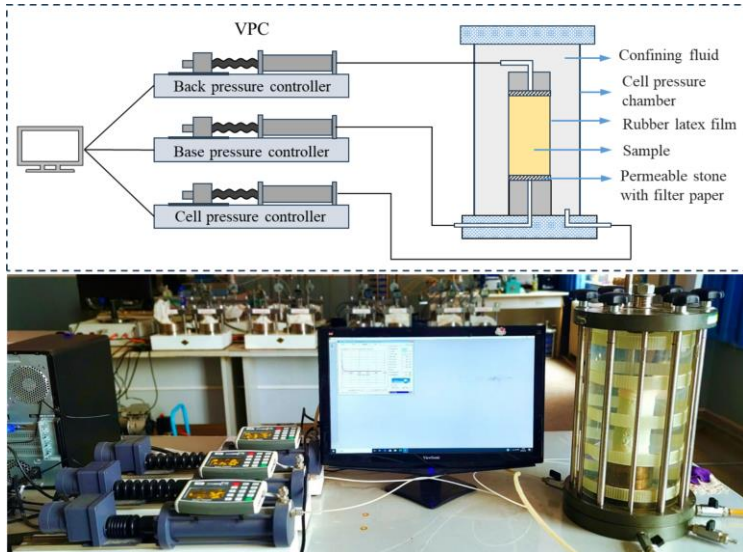 VPC
Back pressure controller
Base pressure controller
Cell pressure controller
Confining fluid
Cell pressure
chamber
Rubber latex film
Sample
Permeable stone
with filter paper
ViewSonic